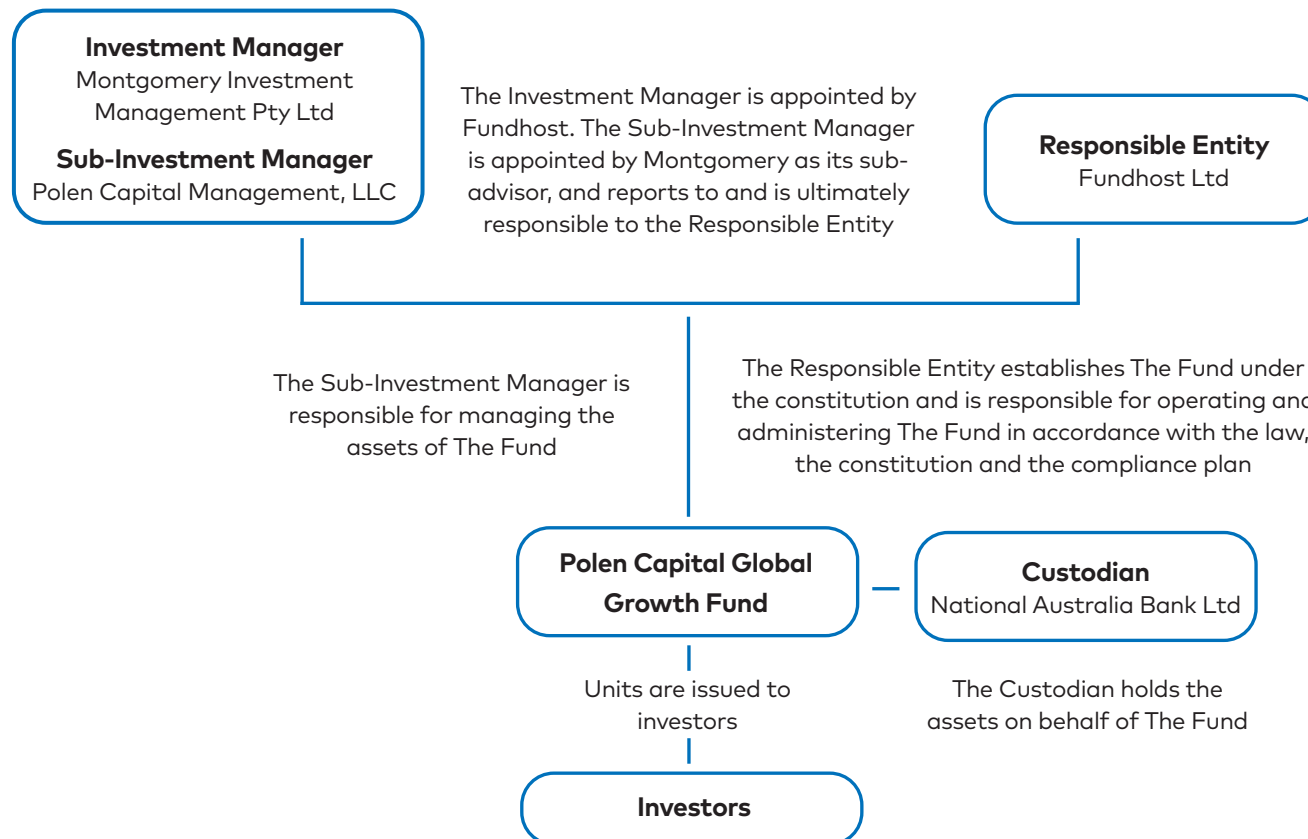 Investment Manager
Montgomery Investment
Management Pty Ltd
Sub-Investment Manager
Polen Capital Management, LLC
The Investment Manager is appointed by
Fundhost. The Sub-Investment Manager
is appointed by Montgomery as its sub-
advisor, and reports to and is ultimately
responsible to the Responsible Entity
Responsible Entity
Fundhost Ltd
The Sub-Investment Manager is
responsible for managing the
assets of The Fund
The Responsible Entity establishes The Fund under
the constitution and is responsible for operating and
administering The Fund in accordance with the law,
the constitution and the compliance plan
Polen Capital Global
Growth Fund
Custodian
National Australia Bank Ltd
Units are issued to
investors
The Custodian holds the
assets on behalf of The Fund
Investors